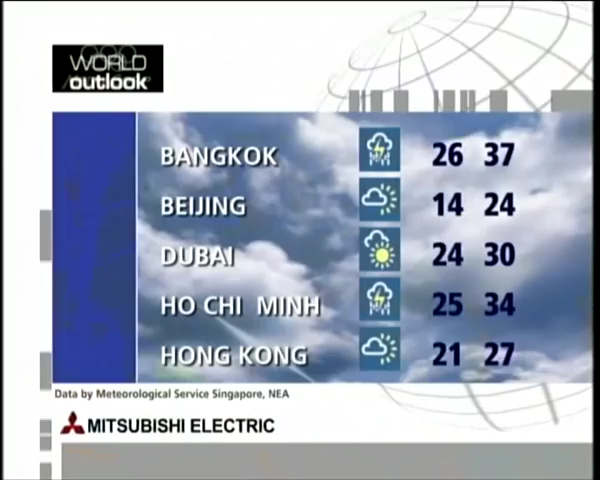 WORLD
outlook
BANGKOK 26 37
BEIJING 14 24
DUBAI 24 30
HO CHI MINH 25 34
HONG KONG 21 27
Data by Meteorological Service Singapore, NEA
MITSUBISHI ELECTRIC